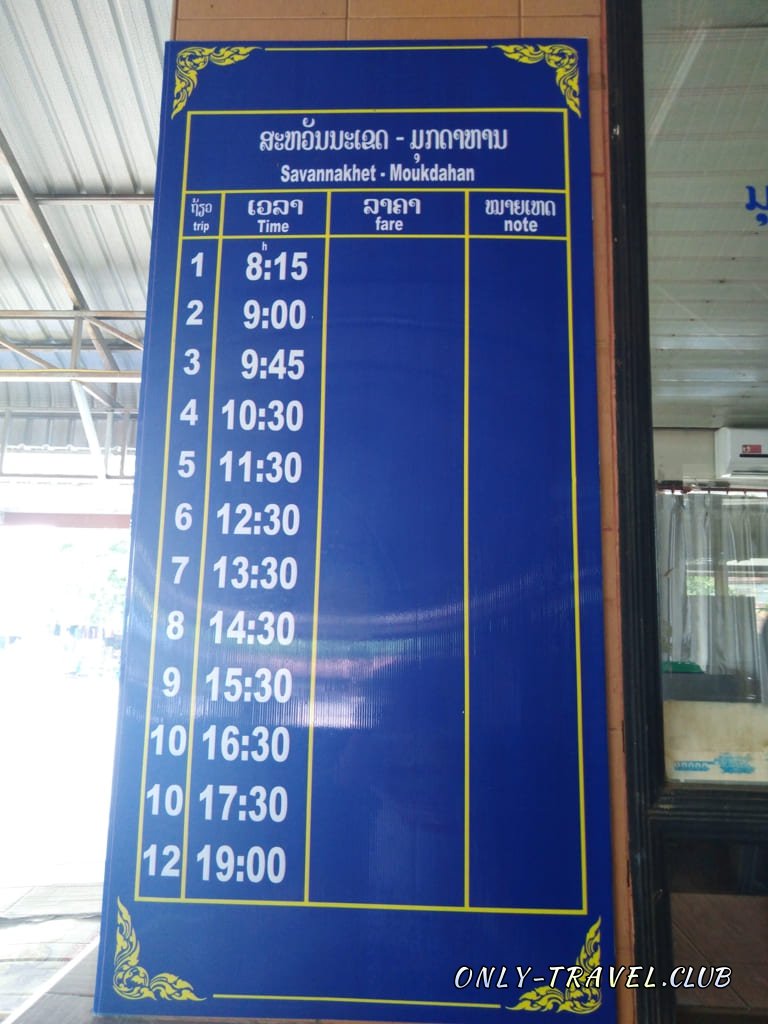 ສະຫວັນນະເຂດ - ມຸກດາຫານ
Savannakhet - Moukdahan
ຖ້ຽວ ເວລາ ລາຄາ ໝາຍເຫດ
trip Time fare note
h
1 8:15
2 9:00
3 9:45
4 10:30
5 11:30
6 12:30
7 13:30
8 14:30
9 15:30
10 16:30
10 17:30
12 19:00
ONLY-TRAVEL.CLUB